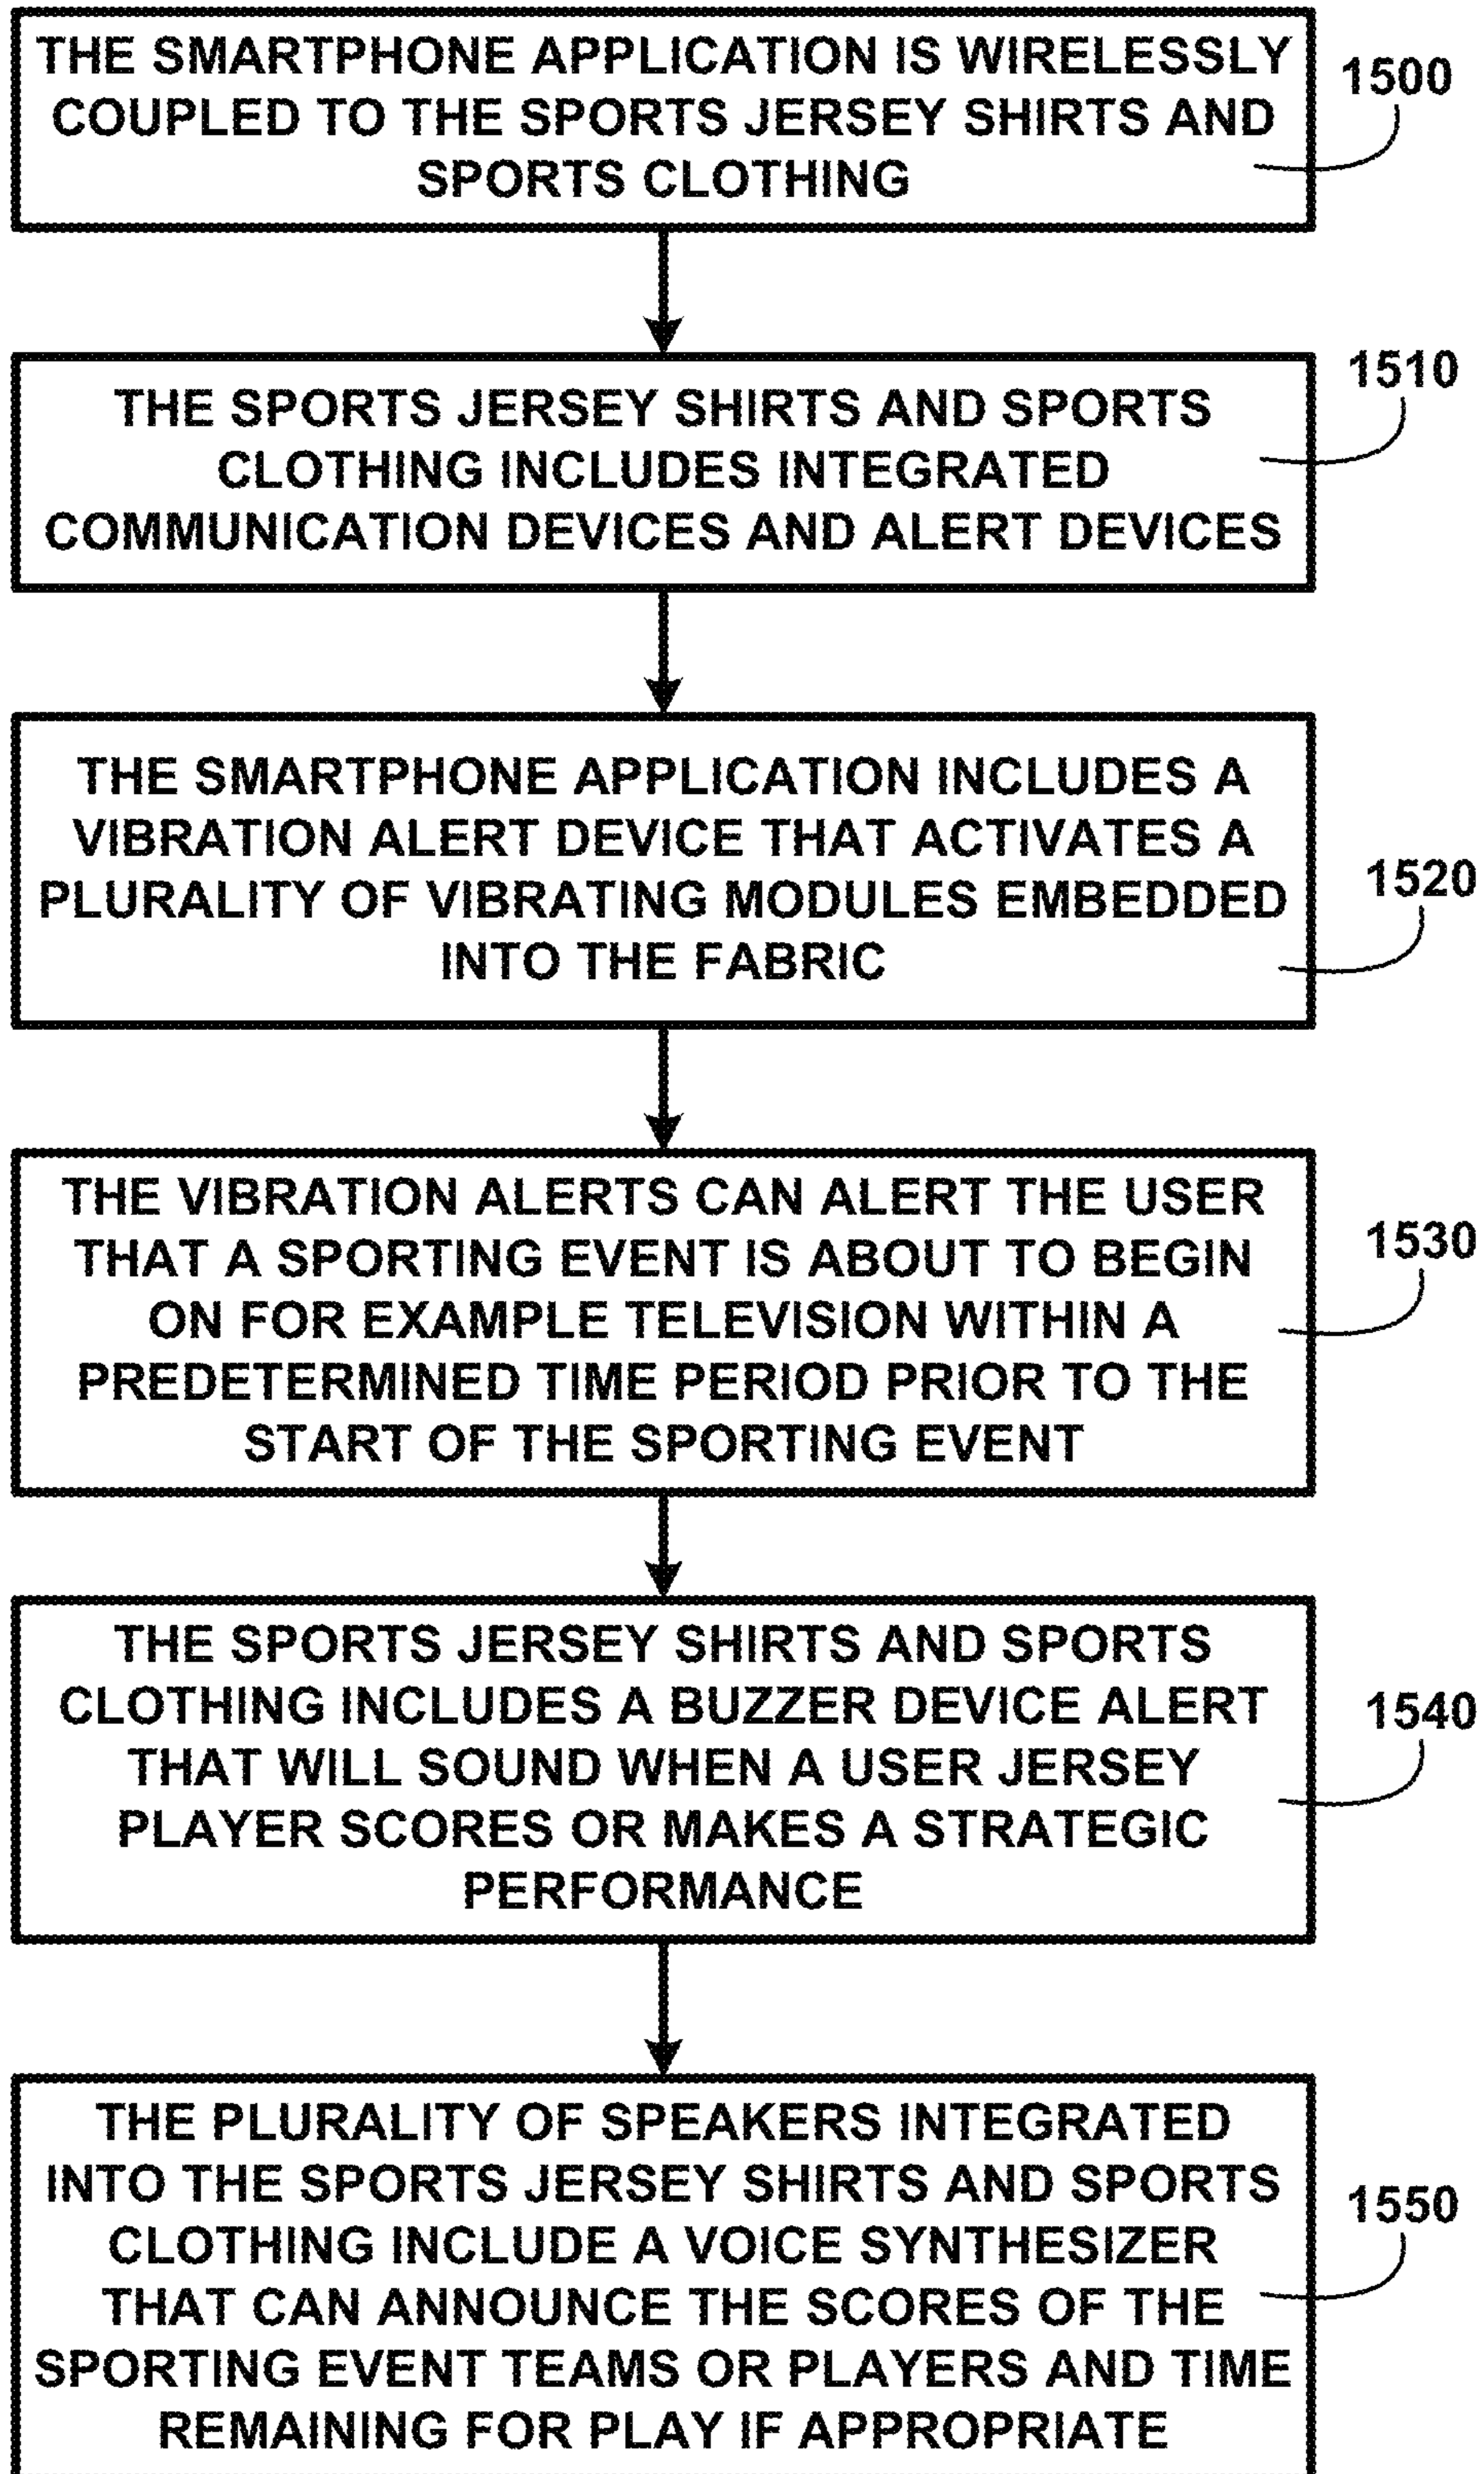 THE SMARTPHONE APPLICATION IS WIRELESSLY
COUPLED TO THE SPORTS JERSEY SHIRTS AND
SPORTS CLOTHING
1500
THE SPORTS JERSEY SHIRTS AND SPORTS
CLOTHING INCLUDES INTEGRATED
COMMUNICATION DEVICES AND ALERT DEVICES
1510
THE SMARTPHONE APPLICATION INCLUDES A
VIBRATION ALERT DEVICE THAT ACTIVATES A
PLURALITY OF VIBRATING MODULES EMBEDDED
INTO THE FABRIC
1520
THE VIBRATION ALERTS CAN ALERT THE USER
THAT A SPORTING EVENT IS ABOUT TO BEGIN
ON FOR EXAMPLE TELEVISION WITHIN A
PREDETERMINED TIME PERIOD PRIOR TO THE
START OF THE SPORTING EVENT
1530
THE SPORTS JERSEY SHIRTS AND SPORTS
CLOTHING INCLUDES A BUZZER DEVICE ALERT
THAT WILL SOUND WHEN A USER JERSEY
PLAYER SCORES OR MAKES A STRATEGIC
PERFORMANCE
1540
THE PLURALITY OF SPEAKERS INTEGRATED
INTO THE SPORTS JERSEY SHIRTS AND SPORTS
CLOTHING INCLUDE A VOICE SYNTHESIZER
THAT CAN ANNOUNCE THE SCORES OF THE
SPORTING EVENT TEAMS OR PLAYERS AND TIME
REMAINING FOR PLAY IF APPROPRIATE
1550